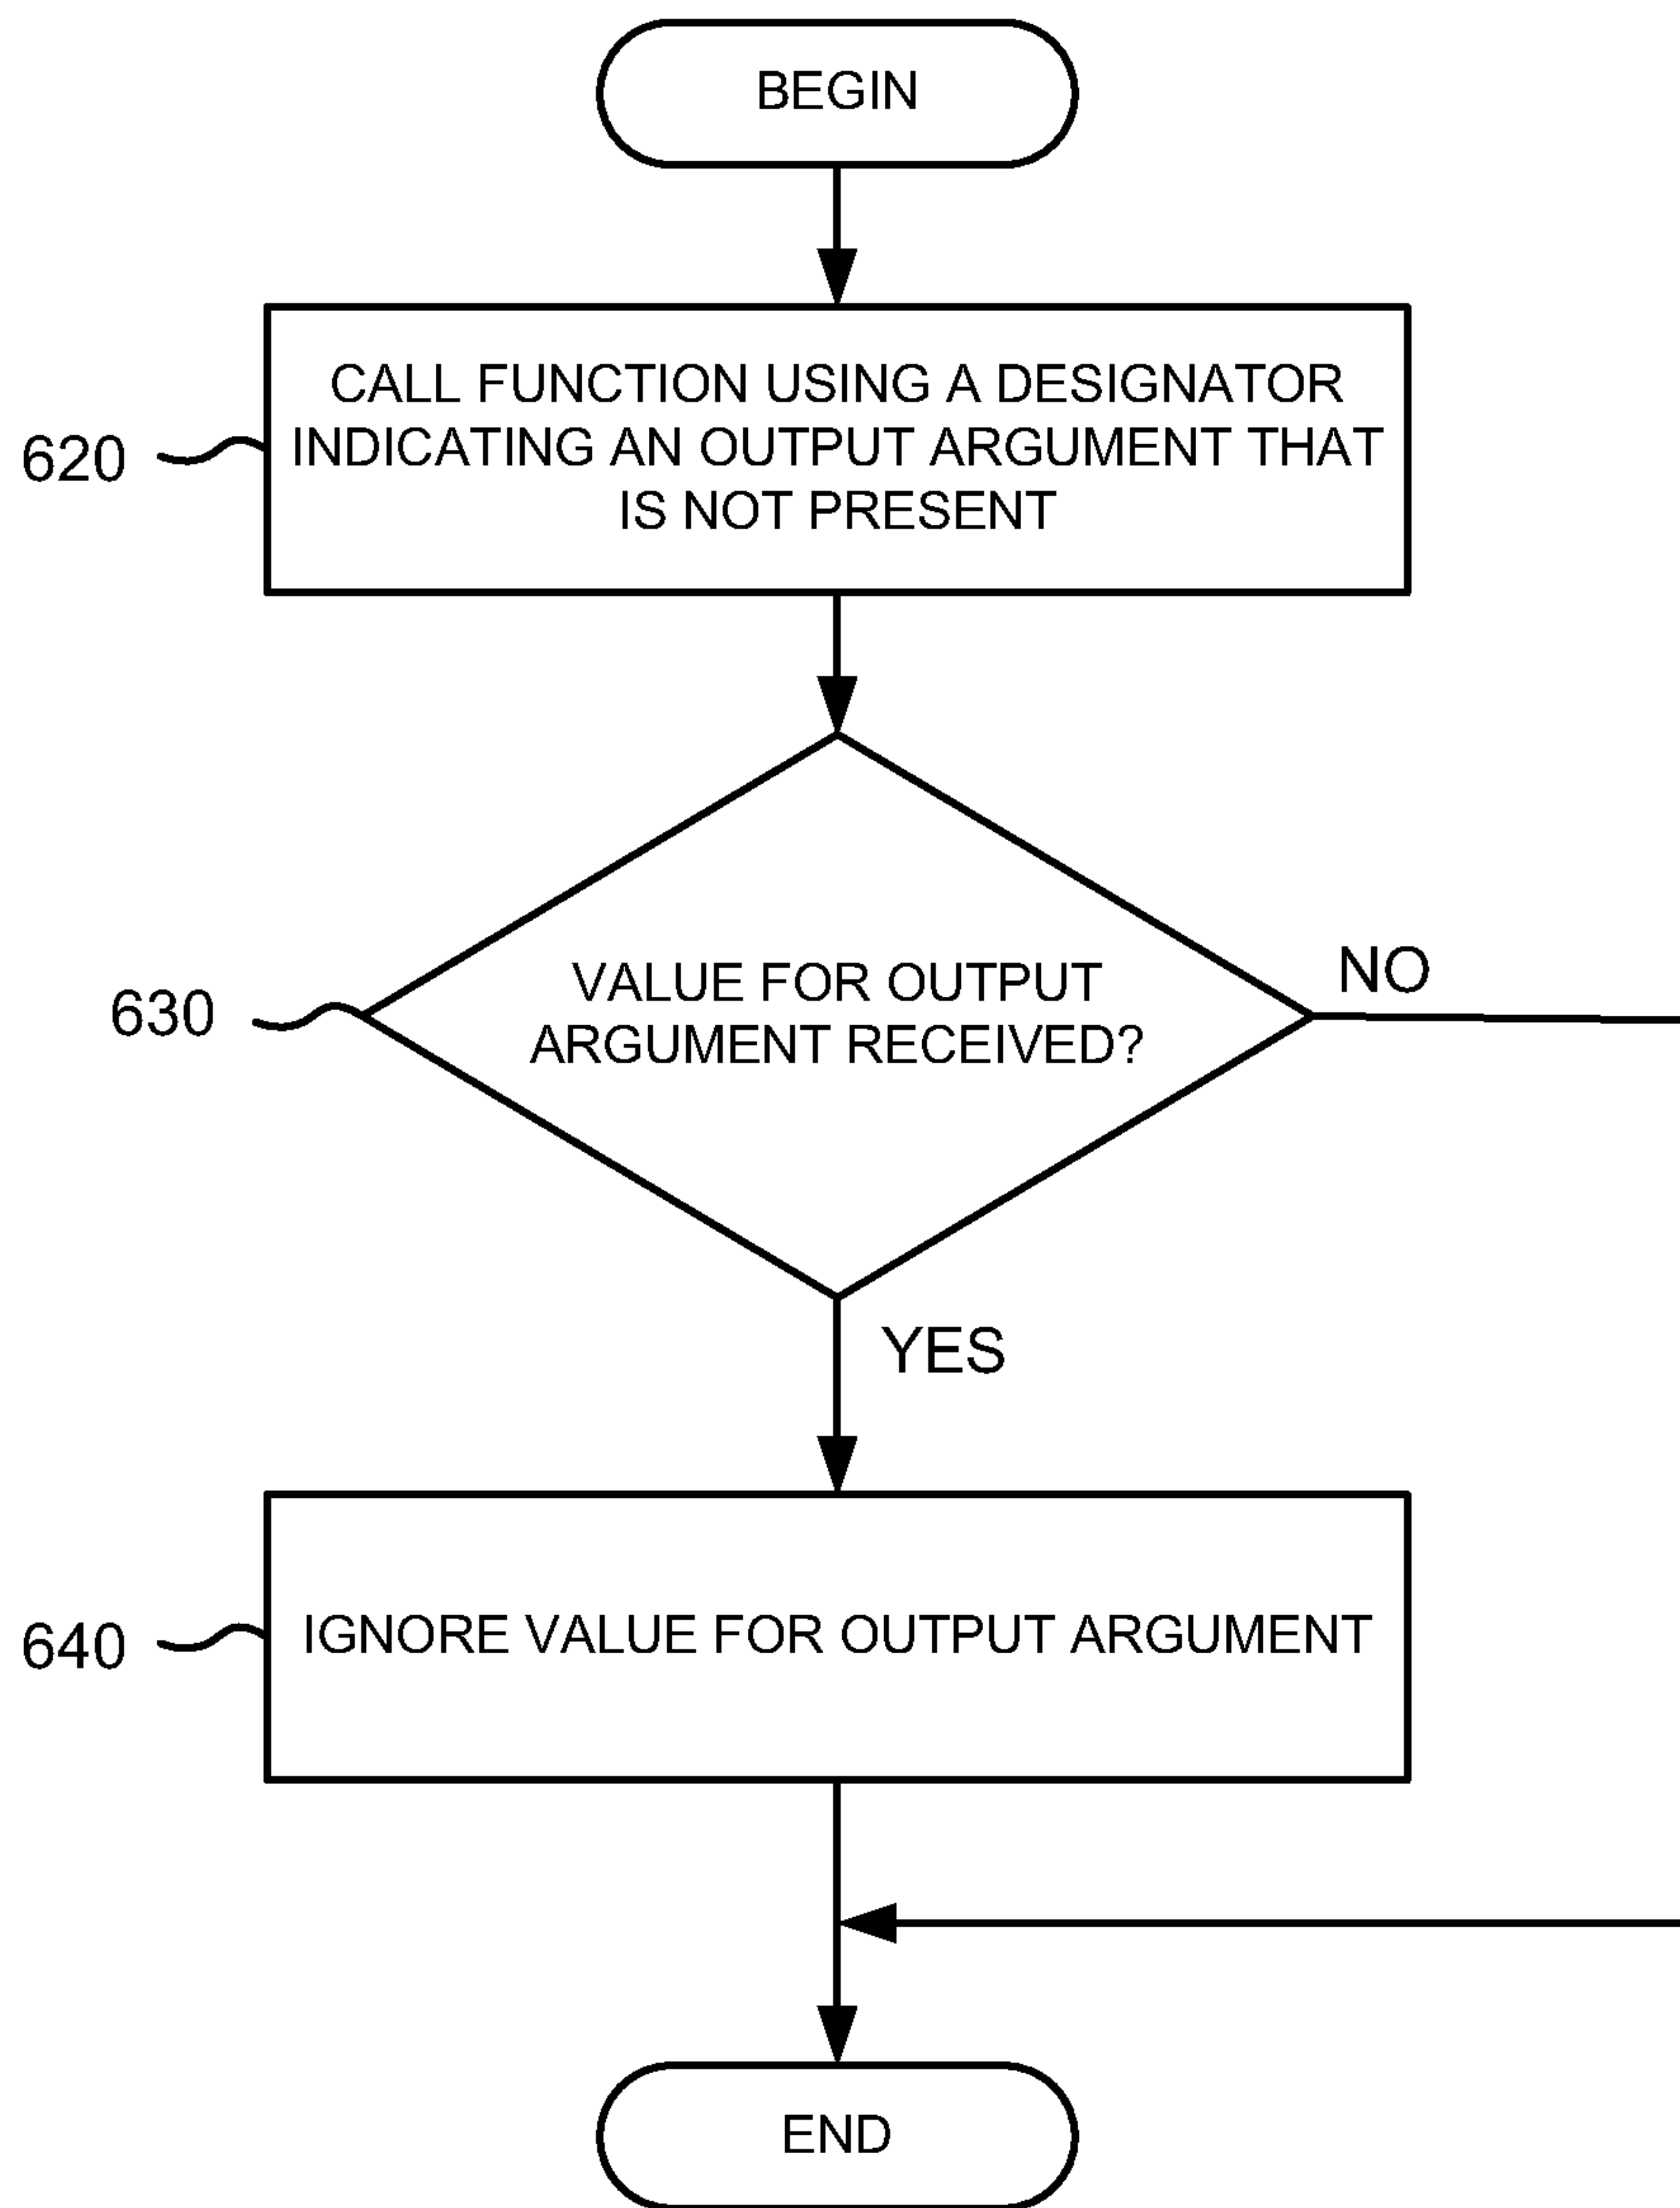 BEGIN
CALL FUNCTION USING A DESIGNATOR
INDICATING AN OUTPUT ARGUMENT THAT
IS NOT PRESENT
620
VALUE FOR OUTPUT
ARGUMENT RECEIVED?
630
NO
YES
IGNORE VALUE FOR OUTPUT ARGUMENT
640
END